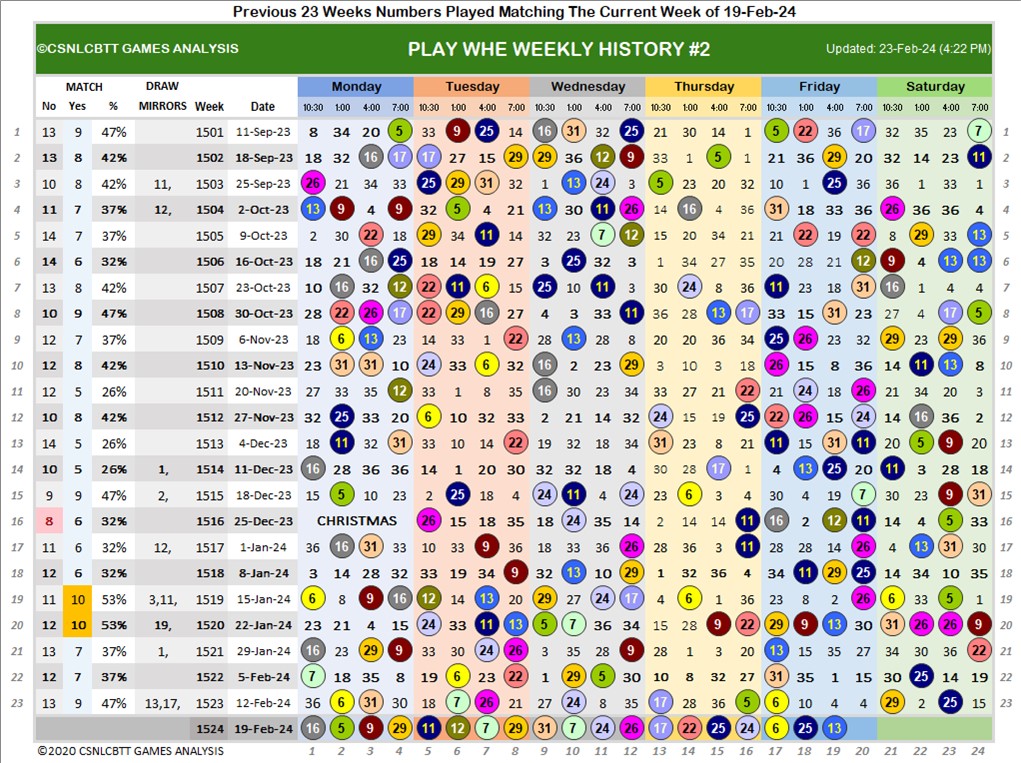 Previous 23 Weeks Numbers Played Matching The Current Week of 19-Feb-24
©CSNLCBTT GAMES ANALYSIS PLAY WHE WEEKLY HISTORY #2 Updated: 23-Feb-24 (4:22 PM)
MATCH DRAW Monday Tuesday Wednesday Thursday Friday Saturday
No Yes % MIRRORS Week Date 10:30 1:00 4:00 7:00 10:30 1:00 4:00 7:00 10:30 1:00 4:00 7:00 10:30 1:00 4:00 7:00 10:30 1:00 4:00 7:00 10:30 1:00 4:00 7:00
1 13 9 47% 1501 11-Sep-23 8 34 20 5 33 9 25 14 16 31 32 25 21 30 14 1 5 22 36 17 32 35 23 7 1
2 13 8 42% 1502 18-Sep-23 18 32 16 17 17 27 15 29 29 36 12 9 33 1 5 1 21 36 29 20 32 14 23 11 2
3 10 8 42% 11, 1503 25-Sep-23 26 21 34 33 25 29 31 32 1 13 24 3 5 23 20 32 10 1 25 36 36 1 33 1 3
4 11 7 37% 12, 1504 2-Oct-23 13 9 4 9 32 5 4 21 13 30 11 26 14 16 4 36 31 18 33 36 21 36 36 4 4
5 14 7 37% 1505 9-Oct-23 2 30 22 18 29 34 11 14 32 23 7 12 15 20 34 21 21 22 19 22 8 29 33 13 5
6 14 6 32% 1506 16-Oct-23 18 21 16 25 18 14 19 27 3 25 32 3 1 34 27 35 20 28 21 12 9 4 13 13 6
7 13 8 42% 1507 23-Oct-23 10 16 32 12 22 11 6 15 25 10 11 3 30 24 8 36 11 23 18 31 16 1 4 4 7
8 10 9 47% 1508 30-Oct-23 28 22 26 17 22 29 16 27 4 3 33 11 36 28 13 17 33 15 31 23 27 4 17 5 8
9 12 7 37% 1509 6-Nov-23 18 6 13 23 14 33 1 22 28 13 28 8 20 20 36 34 25 26 23 32 29 23 29 36 9
10 12 8 42% 1510 13-Nov-23 23 31 31 10 24 33 6 32 16 2 23 29 3 10 3 18 26 15 8 36 14 11 13 8 10
11 12 5 26% 1511 20-Nov-23 27 33 35 12 33 1 8 35 16 30 23 34 33 27 21 22 21 24 18 26 21 34 20 3 11
12 10 8 42% 1512 27-Nov-23 32 25 33 20 6 10 32 33 2 21 14 32 24 15 19 25 22 26 15 24 14 16 36 2 12
13 14 5 26% 1513 4-Dec-23 18 11 32 31 33 10 14 22 19 32 18 34 31 23 8 21 11 15 31 11 20 5 9 20 13
14 10 5 26% 1, 1514 11-Dec-23 16 28 36 36 14 1 20 30 32 32 18 4 30 28 17 1 4 13 25 20 11 3 28 18 14
15 9 9 47% 2, 1515 18-Dec-23 15 5 10 23 2 25 18 4 24 11 4 24 23 6 3 15 30 4 19 7 30 23 9 31 15
16 8 6 32% 1516 25-Dec-23 CHRISTMAS 26 15 18 35 18 24 35 14 2 14 14 11 16 2 12 11 14 4 5 33 16
17 11 6 32% 12, 1517 1-Jan-24 36 16 31 33 10 33 9 36 18 33 36 26 28 36 3 11 28 28 14 26 4 13 31 30 17
18 12 6 32% 1518 8-Jan-24 3 14 28 32 33 19 34 9 32 13 10 29 1 32 36 4 34 11 29 25 14 34 10 35 18
19 11 10 53% 3,11, 1519 15-Jan-24 6 8 9 16 12 14 13 20 29 27 24 17 4 6 1 36 23 8 2 26 6 33 5 1 19
20 12 10 53% 19, 1520 22-Jan-24 23 21 4 15 24 33 11 13 5 7 36 34 15 28 9 22 29 9 13 30 31 26 26 9 20
21 13 7 37% 1, 1521 29-Jan-24 16 23 29 9 33 30 24 26 3 35 28 9 28 1 3 20 13 15 35 27 34 30 36 22 21
22 12 7 37% 1522 5-Feb-24 7 18 35 8 19 6 23 22 1 29 5 30 10 8 32 27 31 35 1 15 30 25 14 19 22
23 13 9 47% 13,17, 1523 12-Feb-24 36 6 31 30 14 7 26 21 27 24 8 35 17 28 36 5 6 10 4 4 29 2 25 15 23
1524 19-Feb-24 16 5 9 29 11 12 7 29 31 7 24 26 17 22 25 24 6 25 13
©2020 CSNLCBTT GAMES ANALYSIS 1 2 3 4 5 6 7 8 9 10 11 12 13 14 15 16 17 18 19 20 21 22 23 24